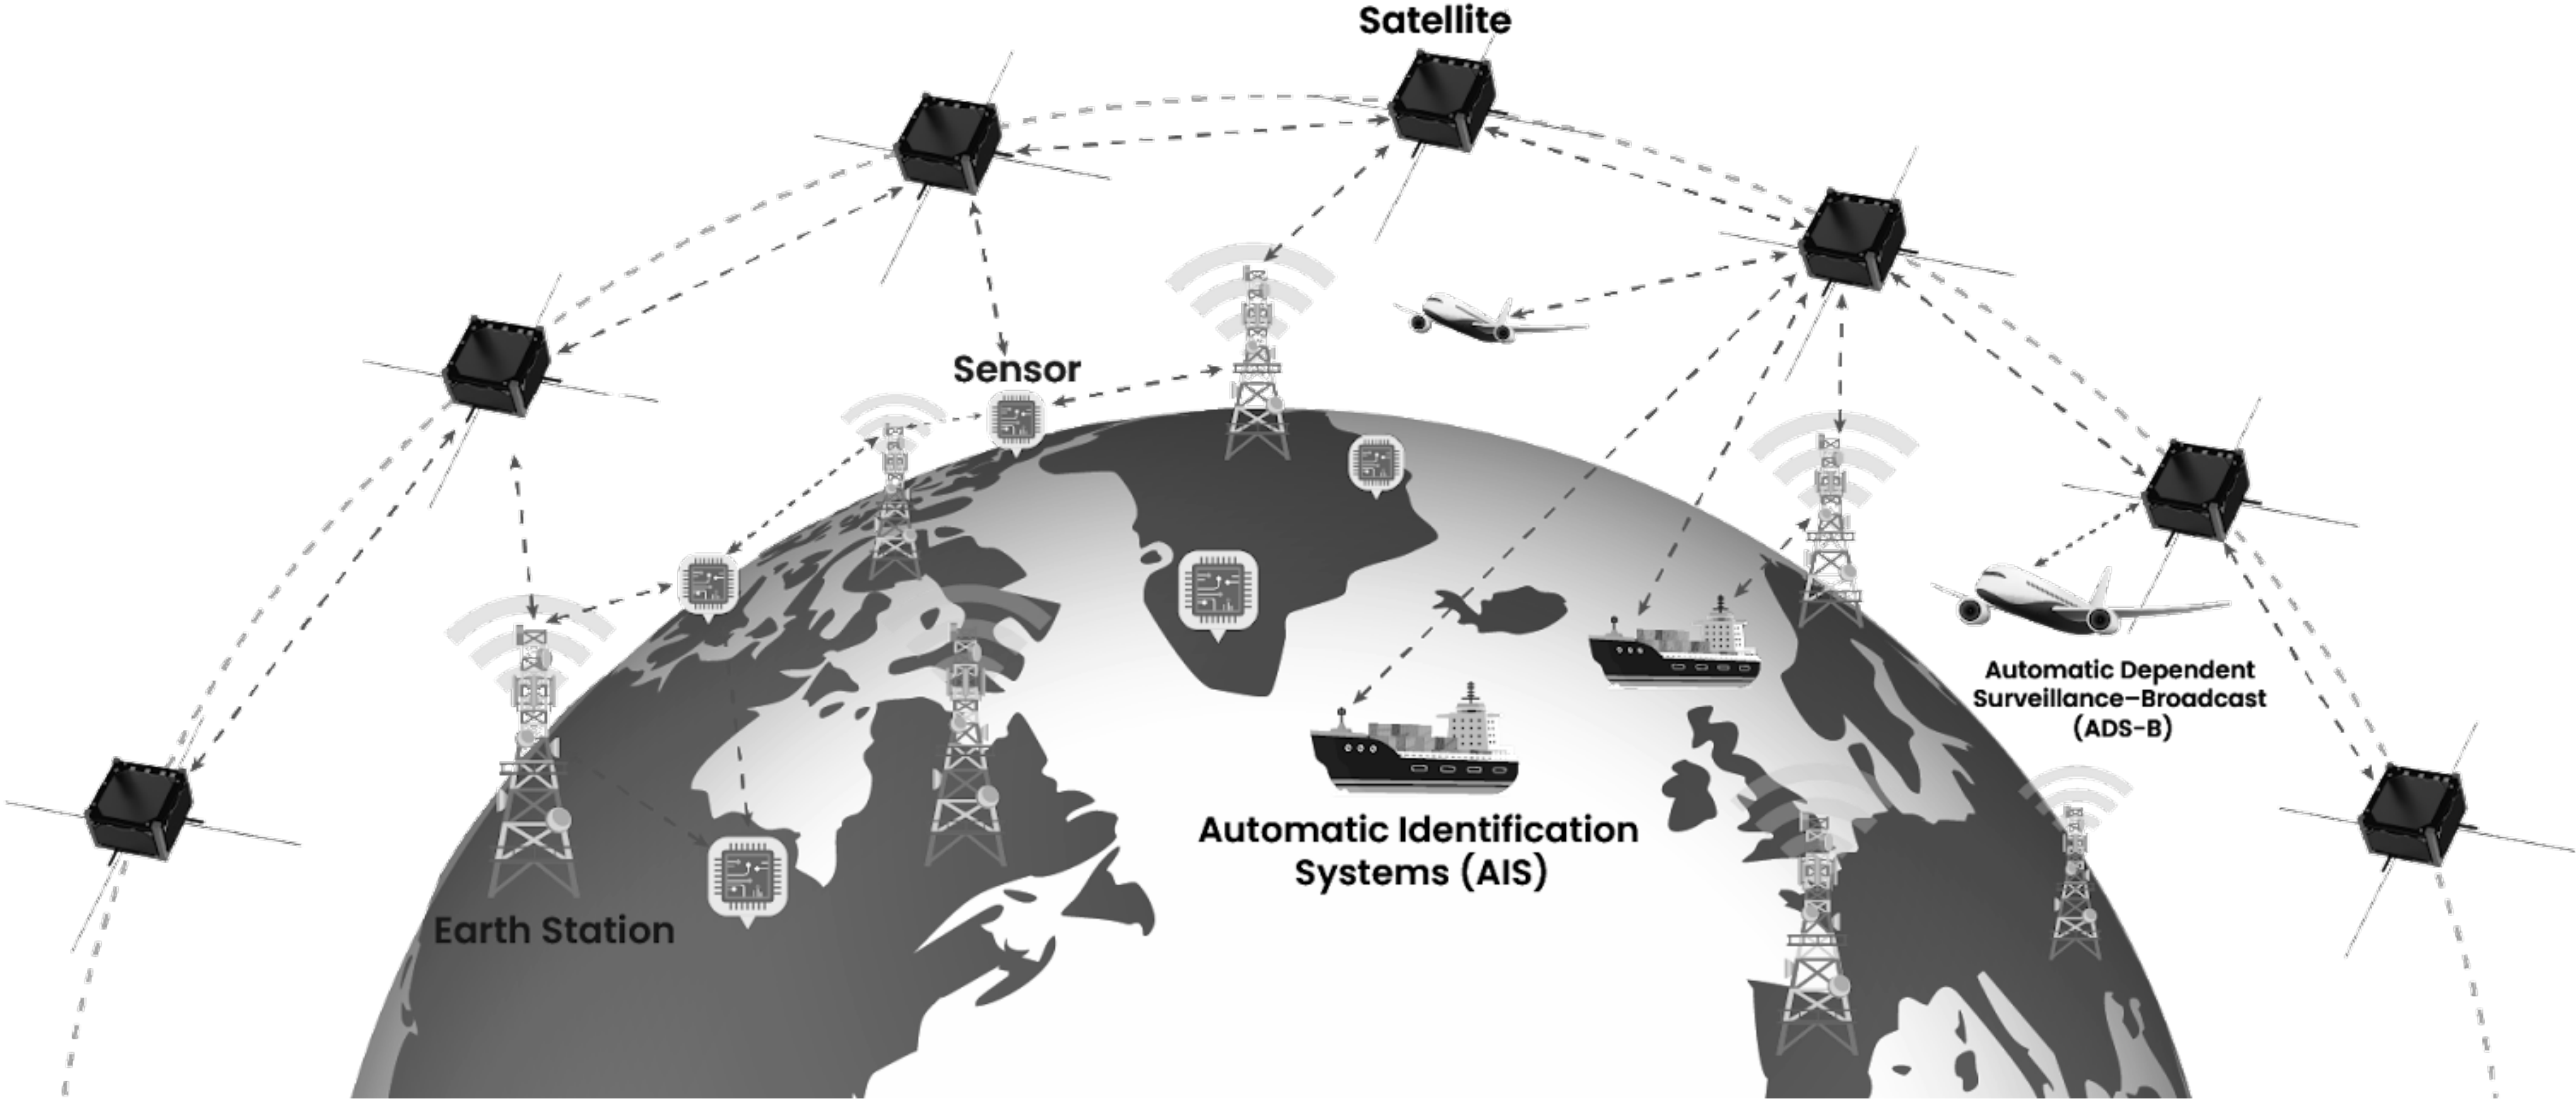 Satellite
Sensor
Automatic Dependent
Surveillance–Broadcast
(ADS-B)
Automatic Identification
Systems (AIS)
Earth Station